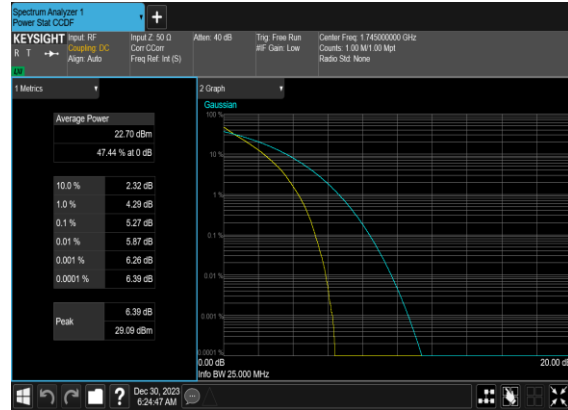 Spectrum Analyzer 1
Power Stat CCDF
KEYSIGHT
R T
LM
Input: RF
Coupling: DC
Align: Auto
Input Z: 50 Ω
Corr CCorr
Freq Ref: Int (S)
Atten: 40 dB
Trig: Free Run
#IF Gain: Low
Center Freq: 1.745000000 GHz
Counts: 1.00 M/1.00 Mpt
Radio Std: None
1 Metrics
Average Power
22.70 dBm
47.44 % at 0 dB
10.0 % 2.32 dB
1.0 % 4.29 dB
0.1 % 5.27 dB
0.01 % 5.87 dB
0.001 % 6.26 dB
0.0001 % 6.39 dB
Peak
6.39 dB
29.09 dBm
2 Graph
Gaussian
100 %
10 %
1 %
0.1 %
0.01 %
0.001 %
0.0001 %
0.00 dB
20.00 dB
Info BW 25.000 MHz
?
Dec 30, 2023
6:24:47 AM